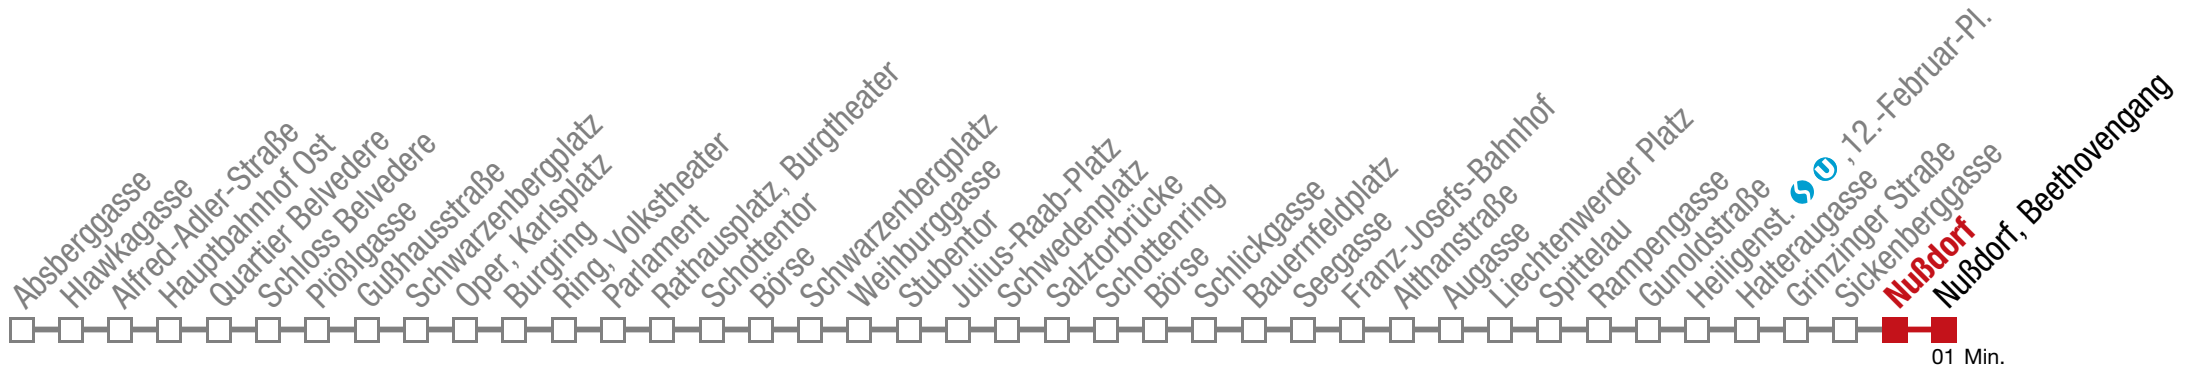 Absberggasse
Hlawkagasse
Alfred-Adler-Straße
Hauptbahnhof Ost
Quartier Belvedere
Schloss Belvedere
Plößlgasse
Gußhausstraße
Schwarzenbergplatz
Oper, Karlsplatz
Burgring
Ring, Volkstheater
Parlament
Rathausplatz, Burgtheater
Schottentor
Börse
Schwarzenbergplatz
Weihburggasse
Stubentor
Julius-Raab-Platz
Schwedenplatz
Salztorbrücke
Schottenring
Börse
Schlickgasse
Bauernfeldplatz
Seegasse
Franz-Josefs-Bahnhof
Althanstraße
Augasse
Liechtenwerder Platz
Spittelau
Rampengasse
Gunoldstraße
Heiligenst. S U , 12.-Februar-Pl.
Halteraugasse
Grinzinger Straße
Sickenberggasse
Nußdorf
Nußdorf, Beethovengang
01 Min.